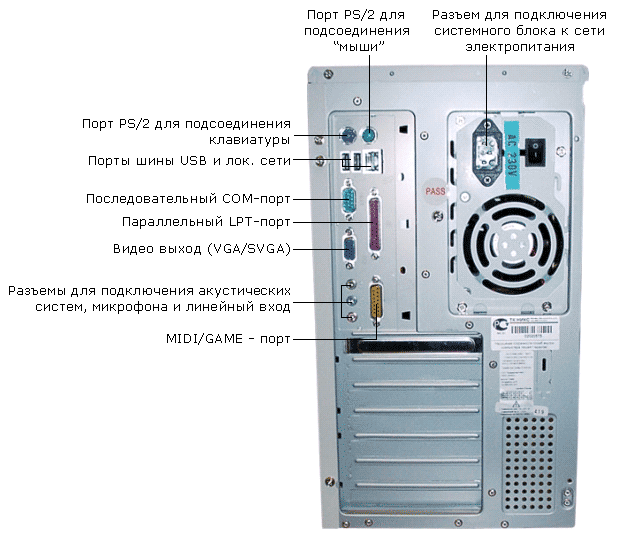 Порт PS/2 для
подсоединения
“мыши”
Разъем для подключения
системного блока к сети
электропитания
Порт PS/2 для подсоединения
клавиатуры
Порты шины USB и лок. сети
Последовательный COM-порт
Параллельный LPT-порт
Видео выход (VGA/SVGA)
Разъемы для подключения акустических
систем, микрофона и линейный вход
MIDI/GAME - порт
AC 230V
PASS